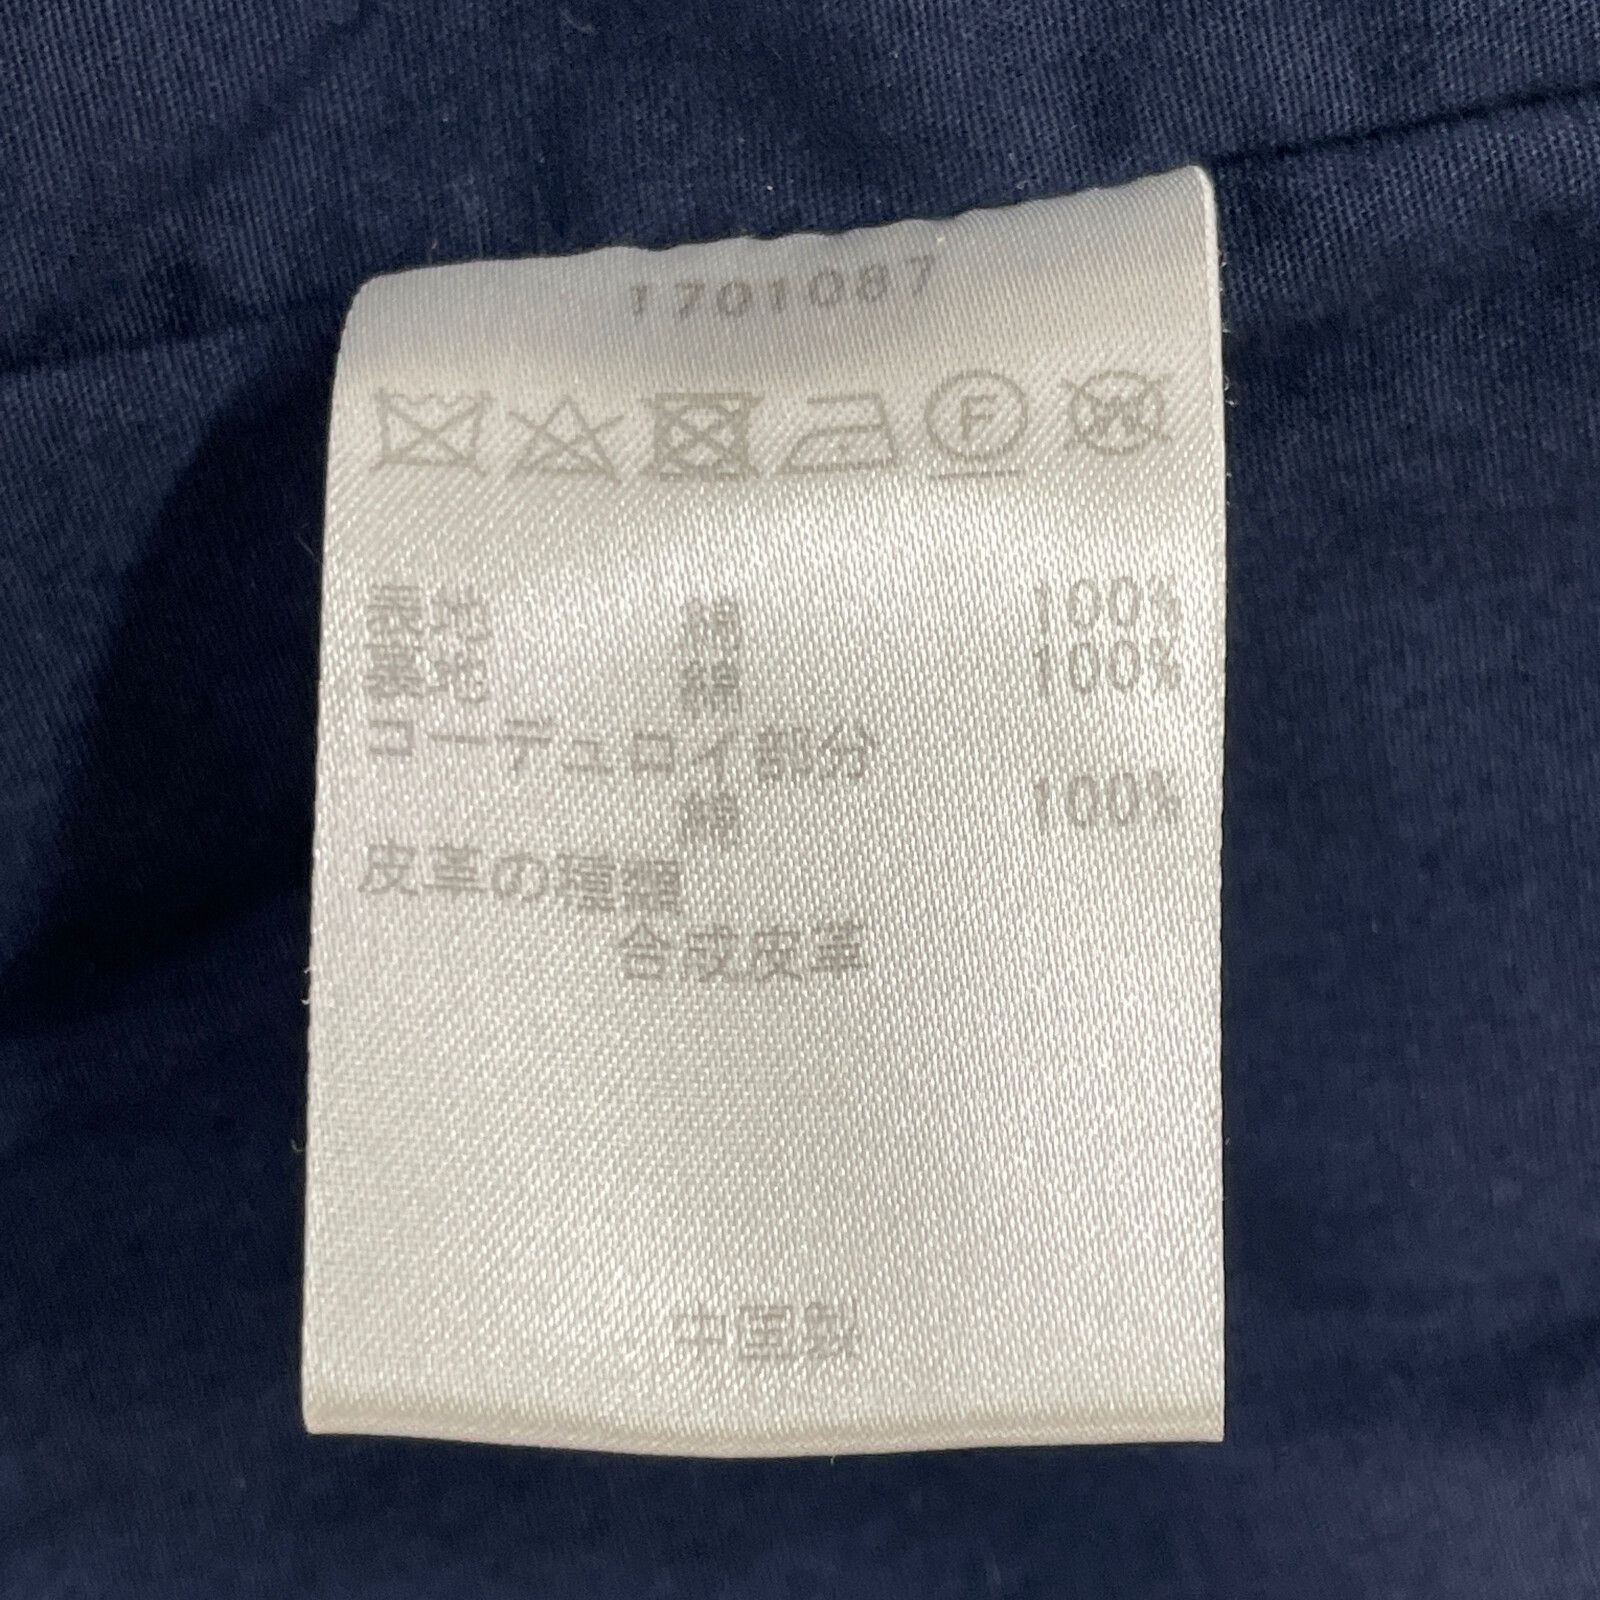 1701087
F
W
表地 綿 100%
裏地 綿 100%
コーデュロイ部分
綿 100%
皮革の種類
合成皮革
中国製